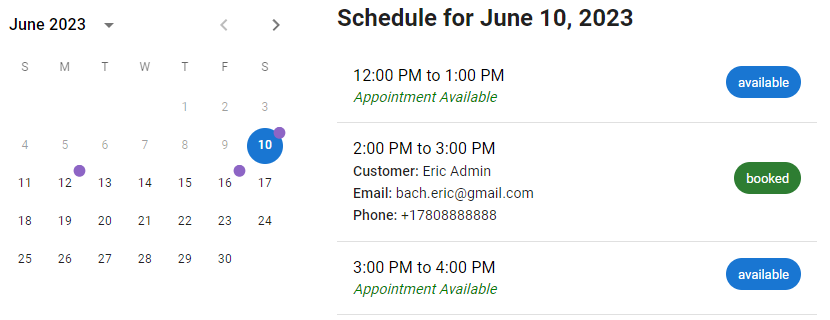 June 2023
S M T W T F S
1 2 3
4 5 6 7 8 9 10
11 12 13 14 15 16 17
18 19 20 21 22 23 24
25 26 27 28 29 30
Schedule for June 10, 2023
12:00 PM to 1:00 PM
Appointment Available
available
2:00 PM to 3:00 PM
Customer: Eric Admin
Email: bach.eric@gmail.com
Phone: +17808888888
booked
3:00 PM to 4:00 PM
Appointment Available
available